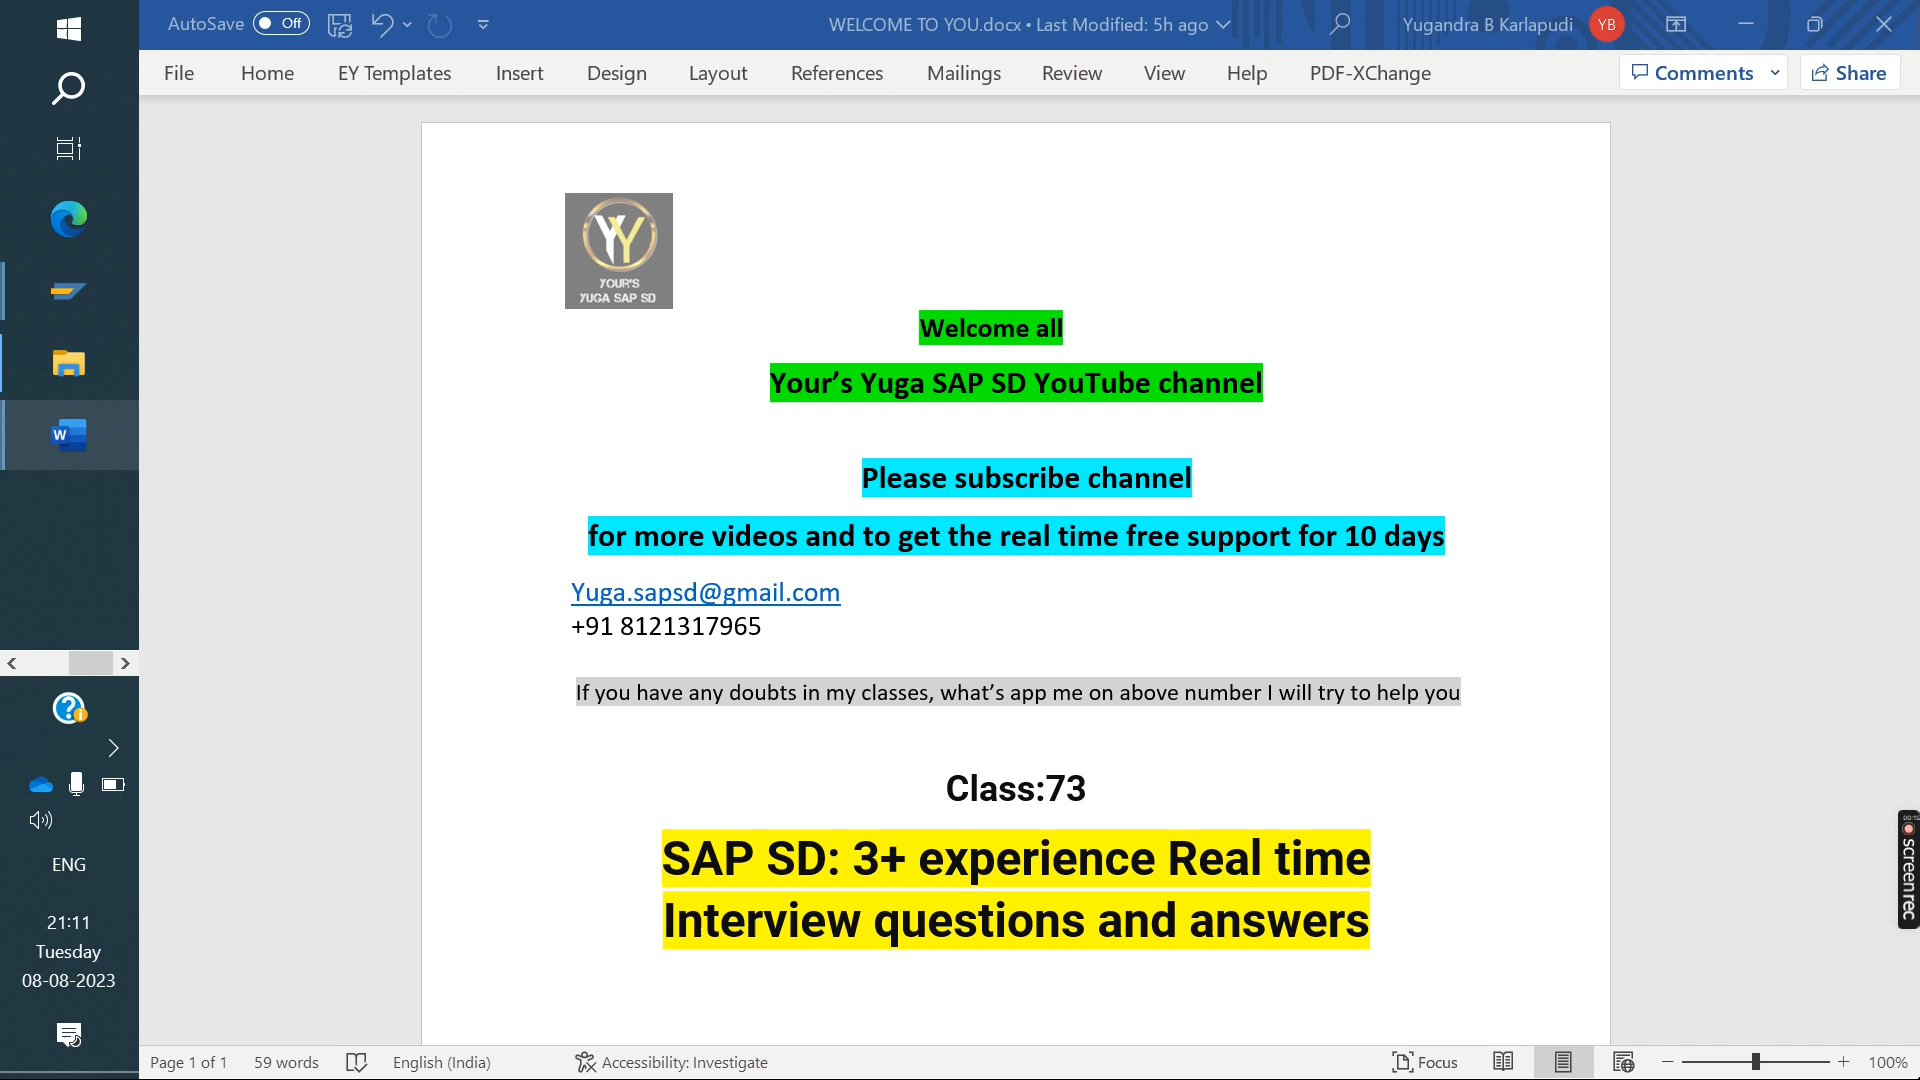 AutoSave Off
WELCOME TO YOU.docx • Last Modified: 5h ago
Yugandra B Karlapudi YB
File Home EY Templates Insert Design Layout References Mailings Review View Help PDF-XChange Comments Share
YY
YOUR'S
YUGA SAP SD
Welcome all
Your’s Yuga SAP SD YouTube channel
Please subscribe channel
for more videos and to get the real time free support for 10 days
Yuga.sapsd@gmail.com
+91 8121317965
If you have any doubts in my classes, what’s app me on above number I will try to help you
Class:73
SAP SD: 3+ experience Real time
Interview questions and answers
W
ENG
21:11
Tuesday
08-08-2023
screenrec
Page 1 of 1 59 words English (India) Accessibility: Investigate Focus 100%